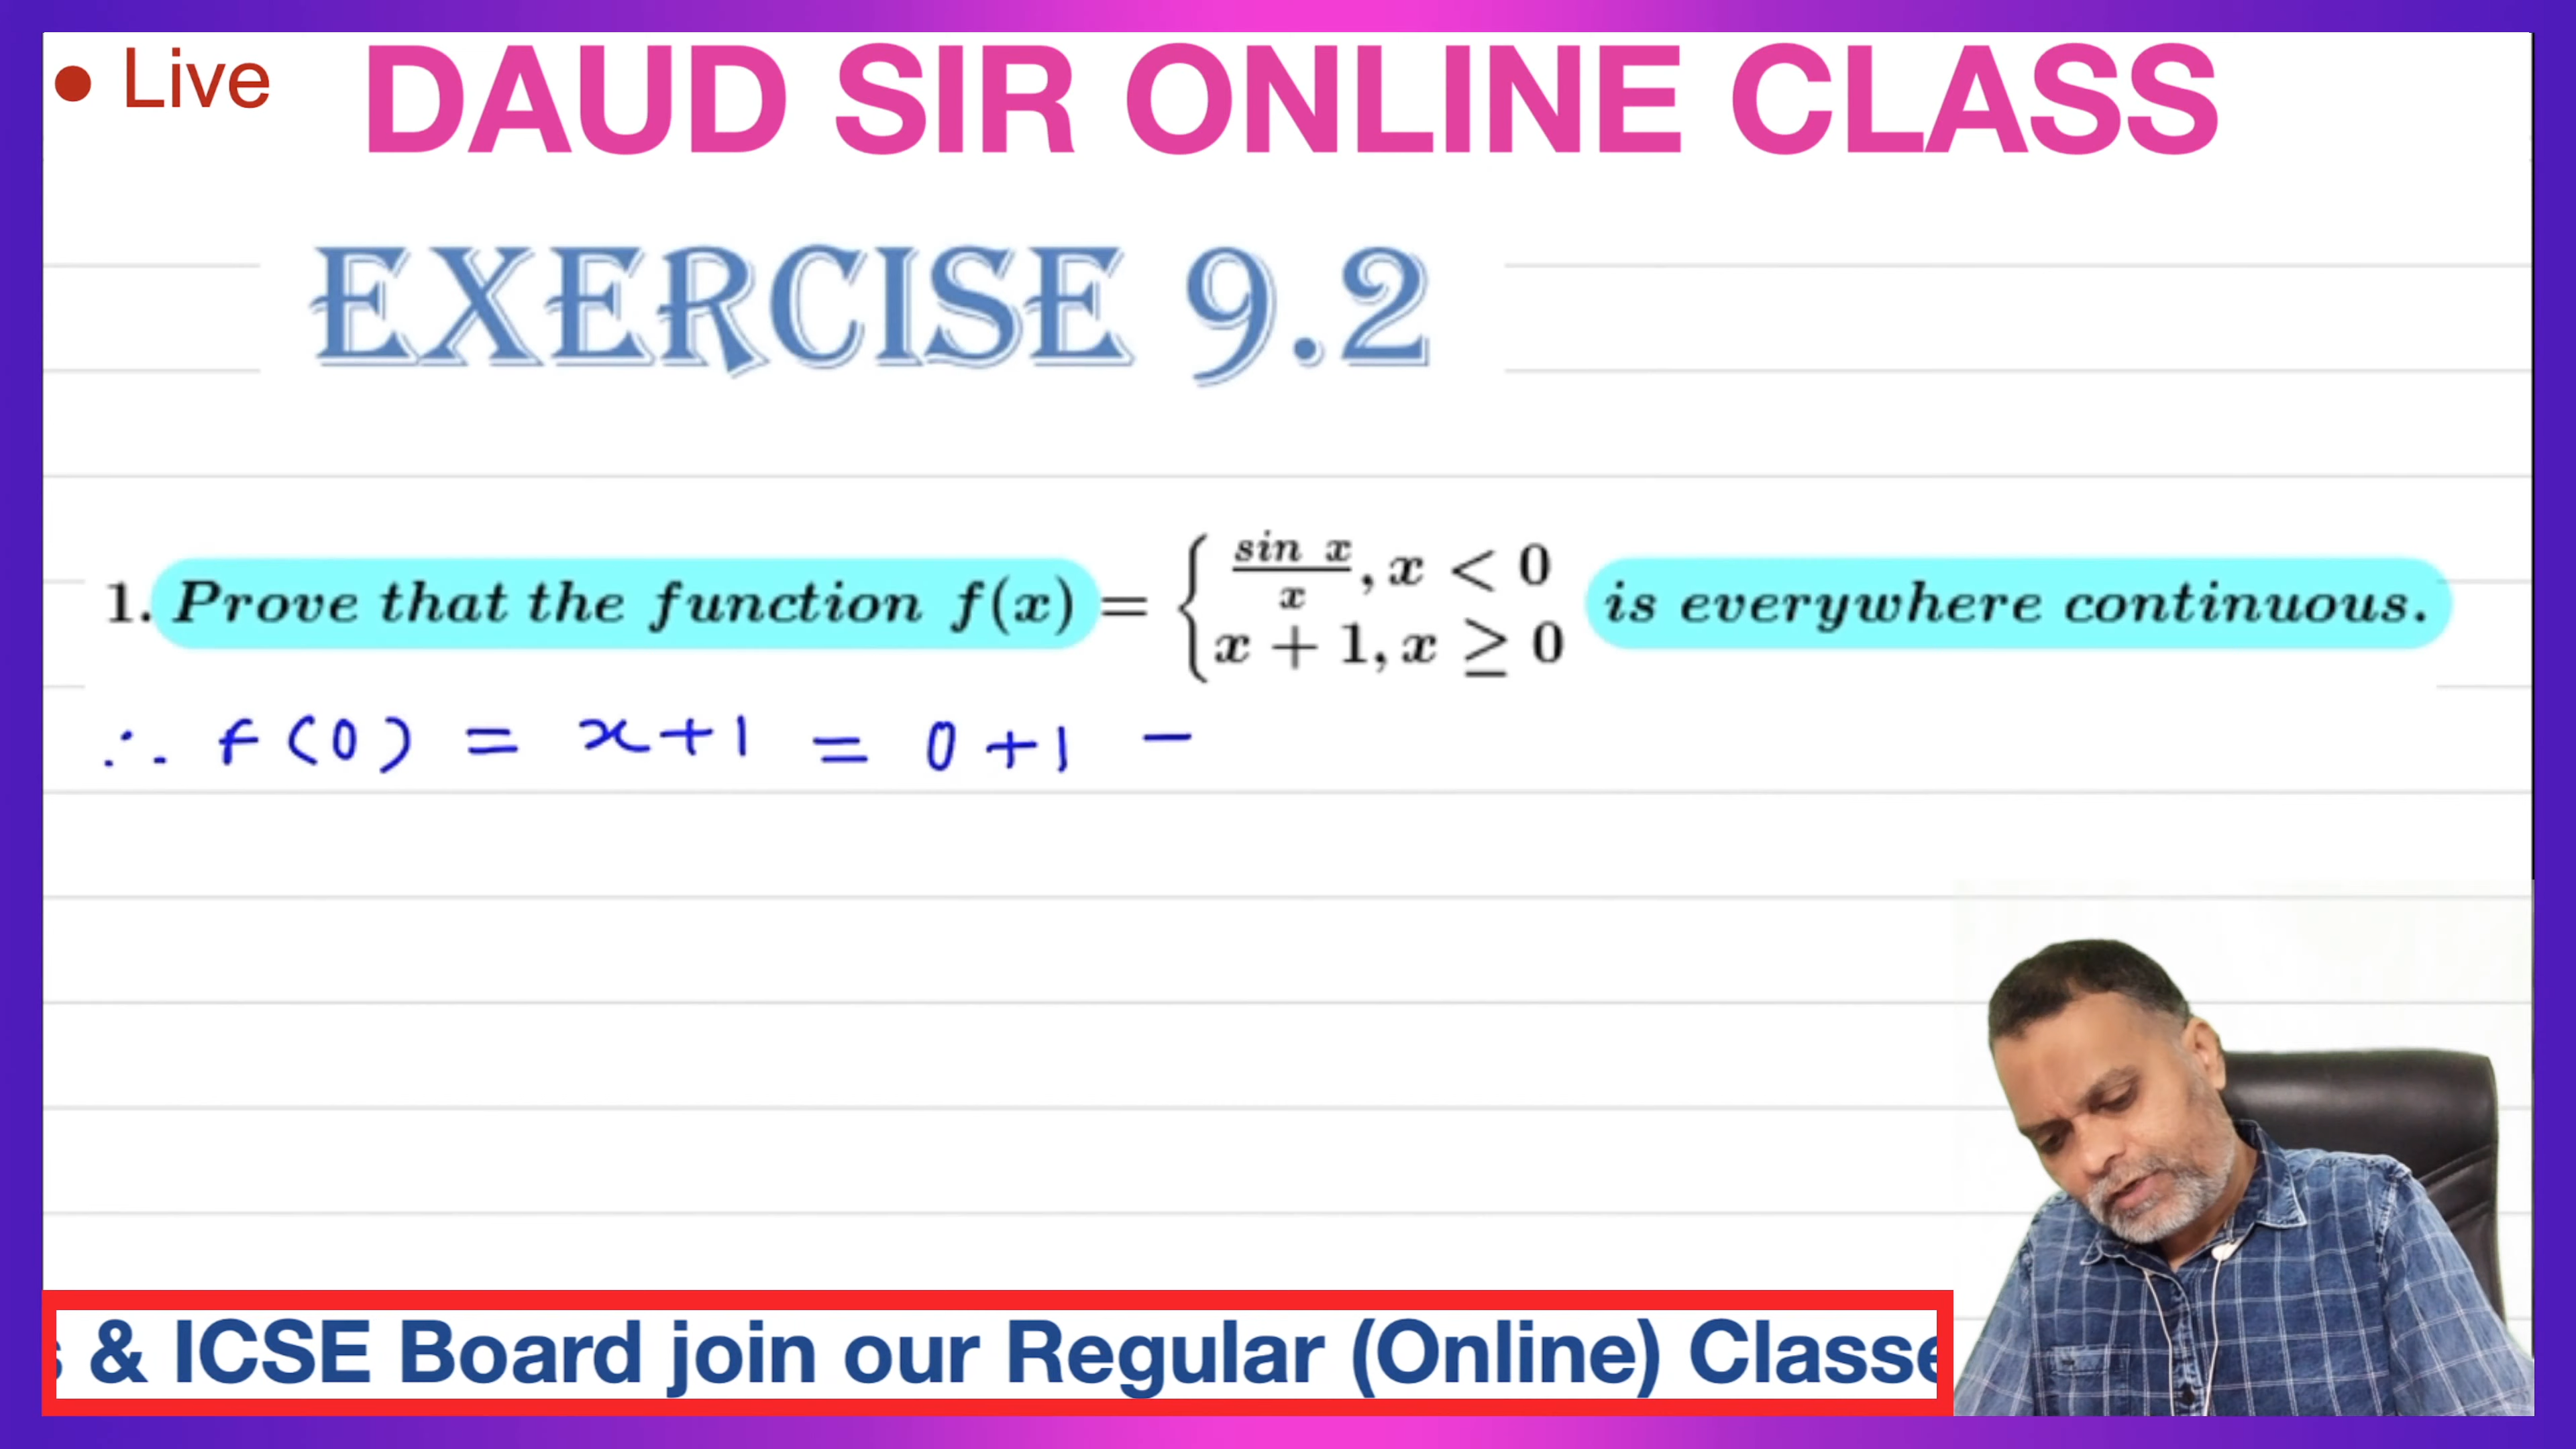 • Live
DAUD SIR ONLINE CLASS
EXERCISE 9.2
1. Prove that the function f(x) = { sin x / x, x < 0 is everywhere continuous.
x + 1, x ≥ 0
∴ f(0) = x+1 = 0+1 −
& ICSE Board join our Regular (Online) Classe